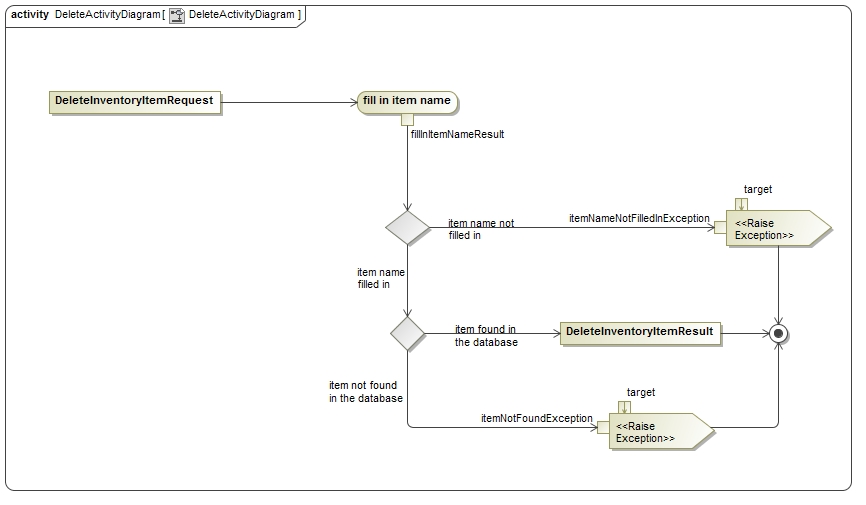 activity DeleteActivityDiagram [ DeleteActivityDiagram ]
DeleteInventoryItemRequest
fill in item name
fillInItemNameResult
target
item name not
filled in
itemNameNotFilledInException
<<Raise
Exception>>
item name
filled in
item found in
the database
DeleteInventoryItemResult
item not found
in the database
target
itemNotFoundException
<<Raise
Exception>>